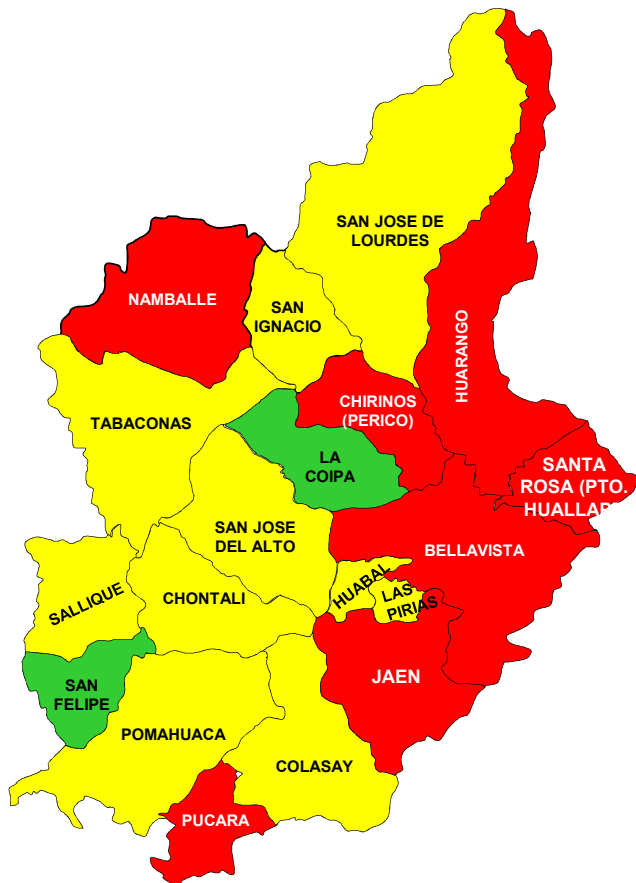 SAN JOSE DE
LOURDES
NAMBALLE
SAN
IGNACIO
HUARANGO
CHIRINOS
(PERICO)
TABACONAS
LA
COIPA
SANTA
ROSA (PTO.
HUALLAP
SAN JOSE
DEL ALTO
BELLAVISTA
HUABAL
LAS
PIRIAS
SALLIQUE
CHONTALI
JAEN
SAN
FELIPE
POMAHUACA
COLASAY
PUCARA